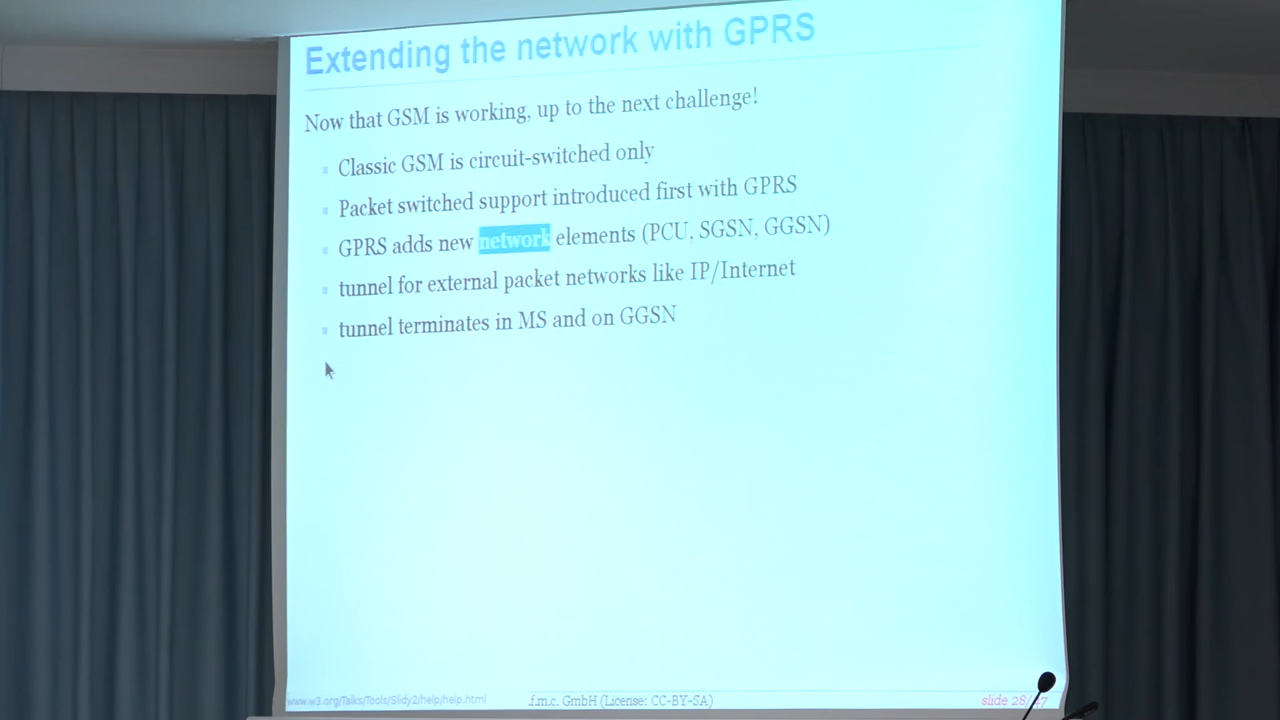 Extending the network with GPRS
Now that GSM is working, up to the next challenge!
Classic GSM is circuit-switched only
Packet switched support introduced first with GPRS
GPRS adds new network elements (PCU, SGSN, GGSN)
tunnel for external packet networks like IP/Internet
tunnel terminates in MS and on GGSN
www.w3.org/Talks/Tools/Slidy2/help/help.html
f.m.c. GmbH (License: CC-BY-SA)
slide 28/